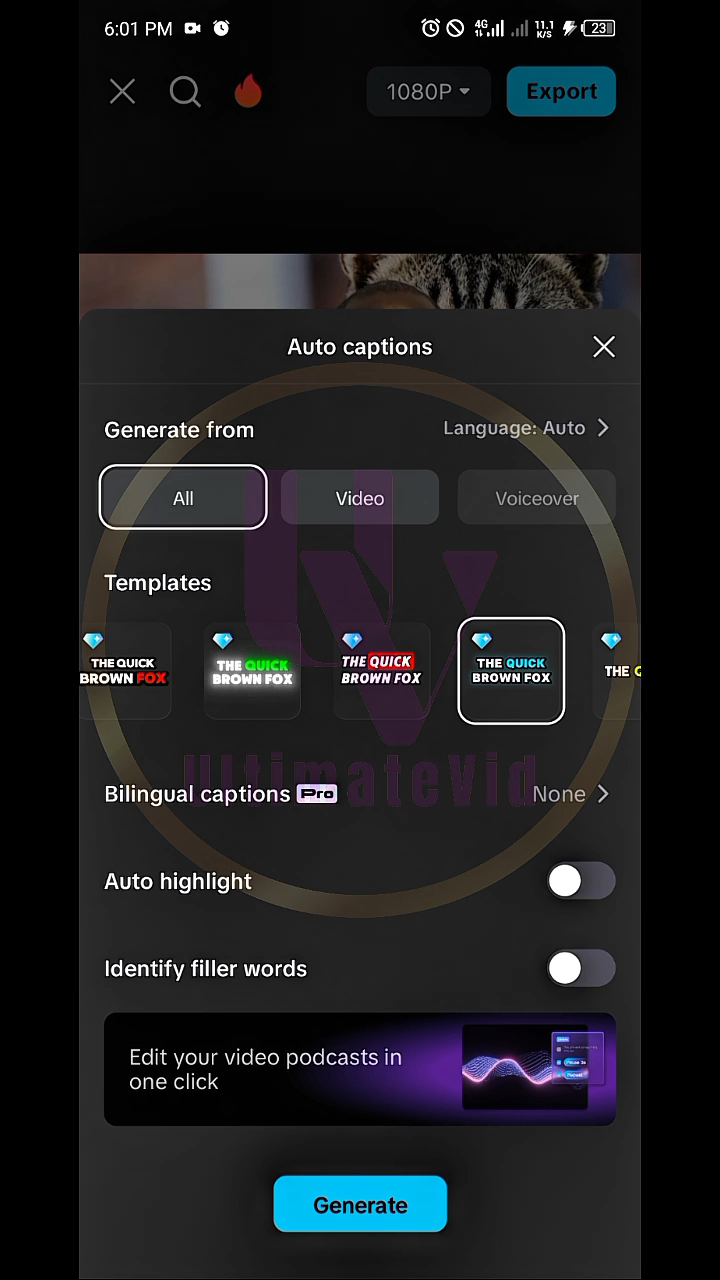 6:01 PM
4G
11.1
K/S
23
1080P
Export
Auto captions
Generate from
Language: Auto
All
Video
Voiceover
Templates
THE QUICK
BROWN FOX
THE QUICK
BROWN FOX
THE QUICK
BROWN FOX
THE QUICK
BROWN FOX
THE
UV
UltimateVid
Bilingual captions Pro
None
Auto highlight
Identify filler words
Edit your video podcasts in
one click
Generate